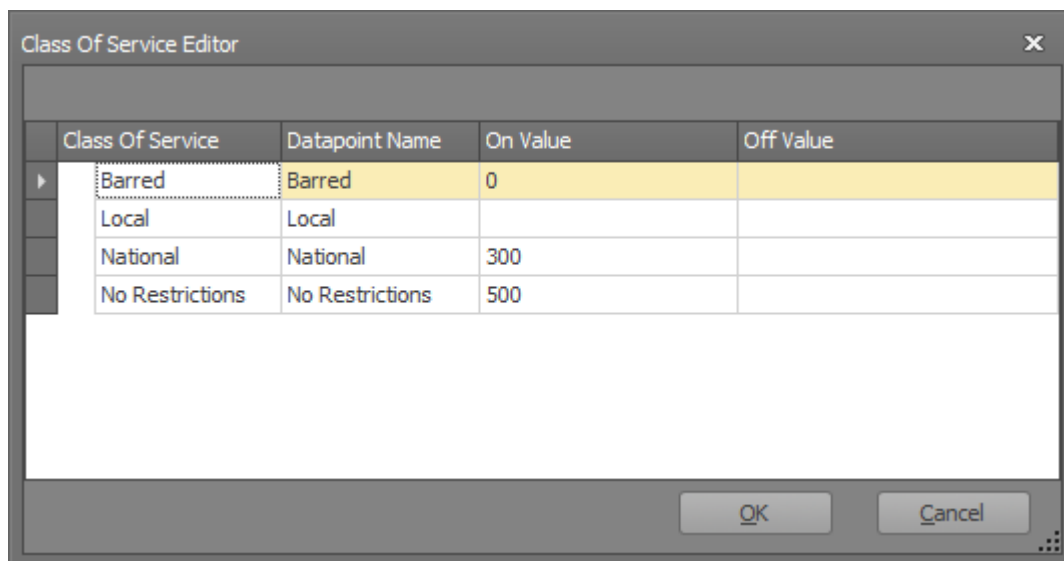 Class Of Service Editor
Class Of Service Datapoint Name On Value Off Value
Barred Barred 0
Local Local
National National 300
No Restrictions No Restrictions 500
OK Cancel